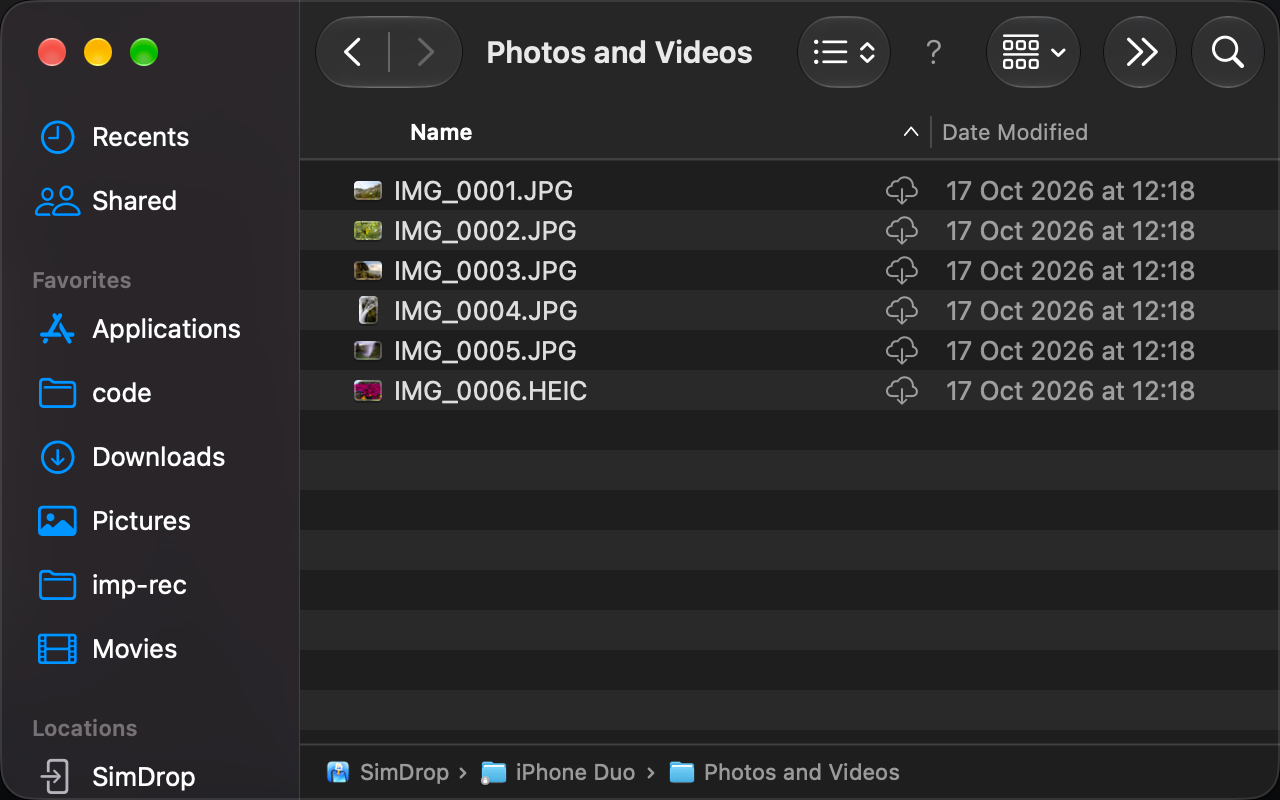 Photos and Videos
?
Recents
Shared
Favorites
Applications
code
Downloads
Pictures
imp-rec
Movies
Locations
SimDrop
Name Date Modified
IMG_0001.JPG 17 Oct 2026 at 12:18
IMG_0002.JPG 17 Oct 2026 at 12:18
IMG_0003.JPG 17 Oct 2026 at 12:18
IMG_0004.JPG 17 Oct 2026 at 12:18
IMG_0005.JPG 17 Oct 2026 at 12:18
IMG_0006.HEIC 17 Oct 2026 at 12:18
SimDrop › iPhone Duo › Photos and Videos